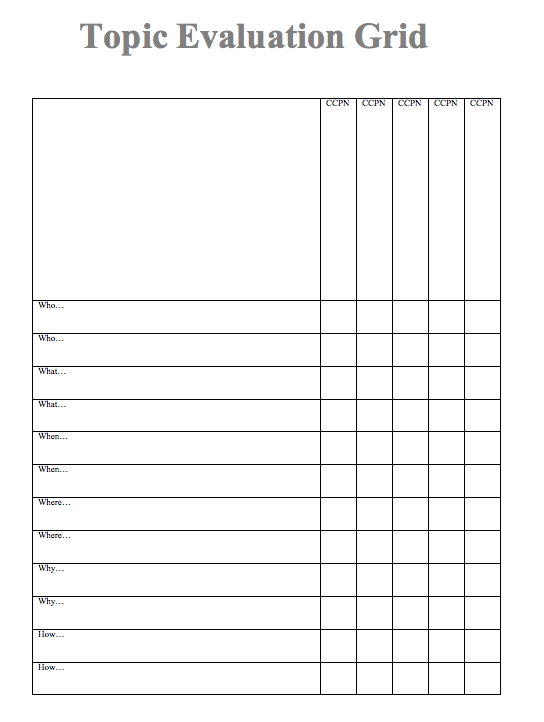 Topic Evaluation Grid
CCPN CCPN CCPN CCPN CCPN
Who…
Who…
What…
What…
When…
When…
Where…
Where…
Why…
Why…
How…
How…